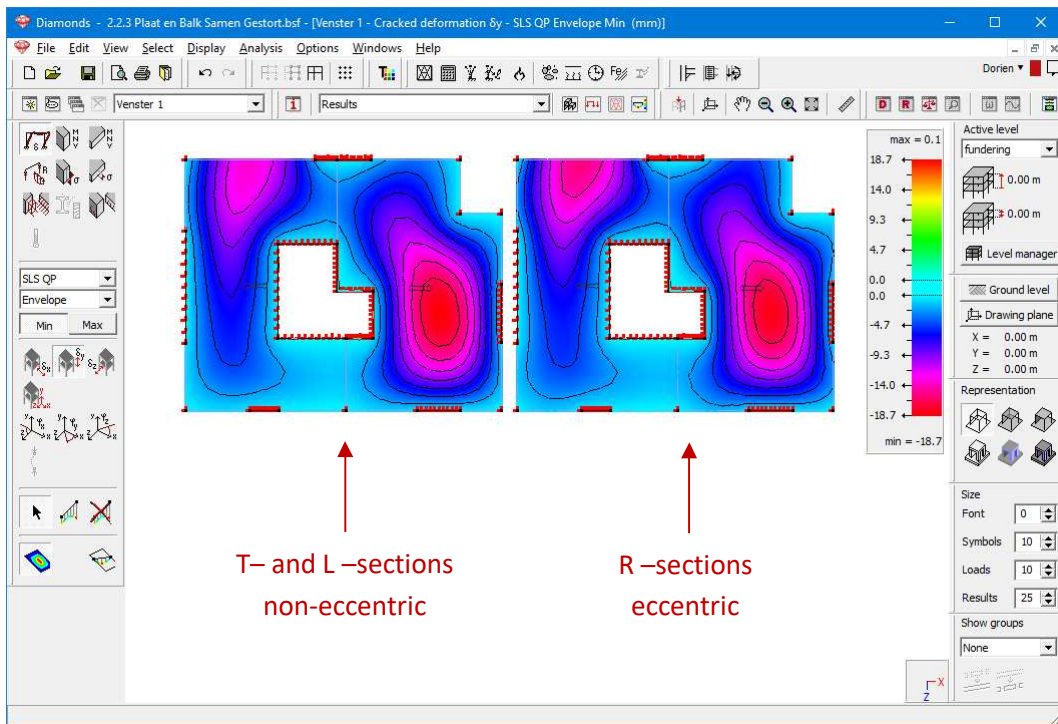 Diamonds - 2.2.3 Plaat en Balk Samen Gestort.bsf - [Venster 1 - Cracked deformation δy - SLS QP Envelope Min (mm)]
File Edit View Select Display Analysis Options Windows Help
Dorien
Venster 1
Results
Active level
fundering
0.00 m
0.00 m
Level manager
Ground level
Drawing plane
X = 0.00 m
Y = 0.00 m
Z = 0.00 m
Representation
Size
Font 0
Symbols 10
Loads 10
Results 25
Show groups
None
SLS QP
Envelope
Min Max
max = 0.1
18.7
14.0
9.3
4.7
0.0
0.0
-4.7
-9.3
-14.0
-18.7
min = -18.7
T– and L –sections
non-eccentric
R –sections
eccentric
X
Z